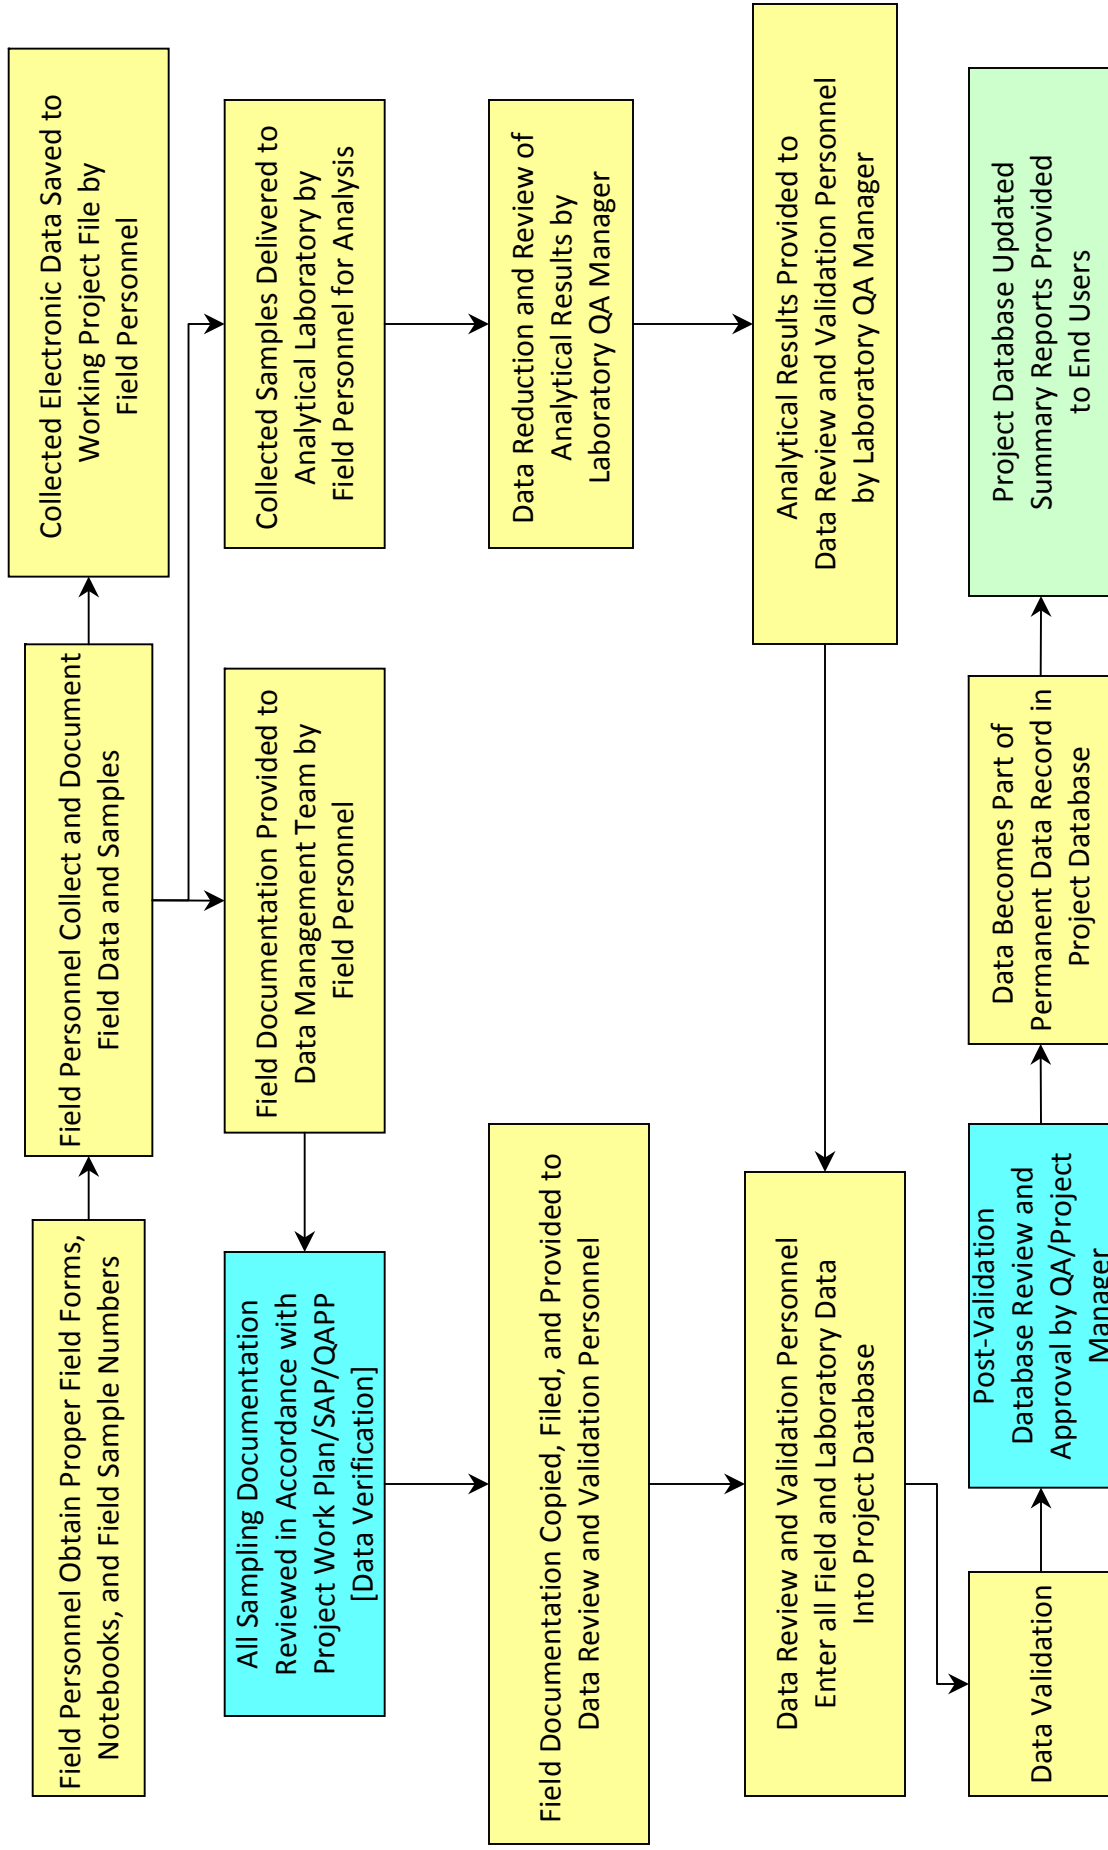 Field Personnel Obtain Proper Field Forms,
Notebooks, and Field Sample Numbers
Field Personnel Collect and Document
Field Data and Samples
Collected Electronic Data Saved to
Working Project File by
Field Personnel
All Sampling Documentation
Reviewed in Accordance with
Project Work Plan/SAP/QAPP
[Data Verification]
Field Documentation Provided to
Data Management Team by
Field Personnel
Collected Samples Delivered to
Analytical Laboratory by
Field Personnel for Analysis
Field Documentation Copied, Filed, and Provided to
Data Review and Validation Personnel
Data Reduction and Review of
Analytical Results by
Laboratory QA Manager
Data Review and Validation Personnel
Enter all Field and Laboratory Data
Into Project Database
Analytical Results Provided to
Data Review and Validation Personnel
by Laboratory QA Manager
Data Validation
Post-Validation
Database Review and
Approval by QA/Project
Manager
Data Becomes Part of
Permanent Data Record in
Project Database
Project Database Updated
Summary Reports Provided
to End Users